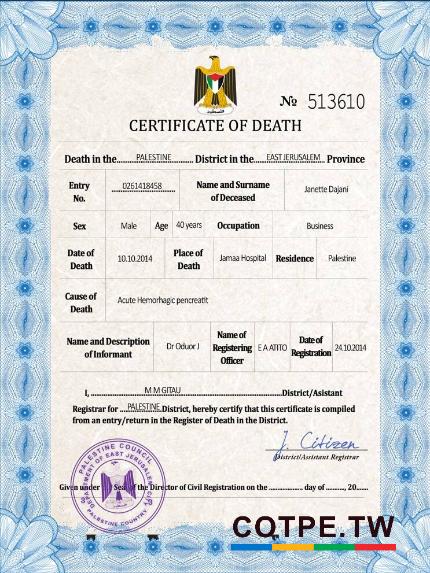 № 513610
CERTIFICATE OF DEATH
Death in the PALESTINE District in the EAST JERUSALEM Province
Entry No. 0261418458 Name and Surname of Deceased Janette Dajani
Sex Male Age 40 years Occupation Business
Date of Death 10.10.2014 Place of Death Jamaa Hospital Residence Palestine
Cause of Death Acute Hemorhagic pencreatit
Name and Description of Informant Dr Oduor J Name of Registering Officer E A ATITO Date of Registration 24.10.2014
I, M M GITAU District/Asistant
Registrar for PALESTINE District, hereby certify that this certificate is compiled
from an entry/return in the Register of Death in the District.
J. Citizen
District/Assistant Registrar
PALESTINE COUNCIL
DEPARTMENT OF EAST JERUSALEM CITY
PALESTINE COUNTRY
Given under Seal of the Director of Civil Registration on the ........ day of ........, 20......
COTPE.TW